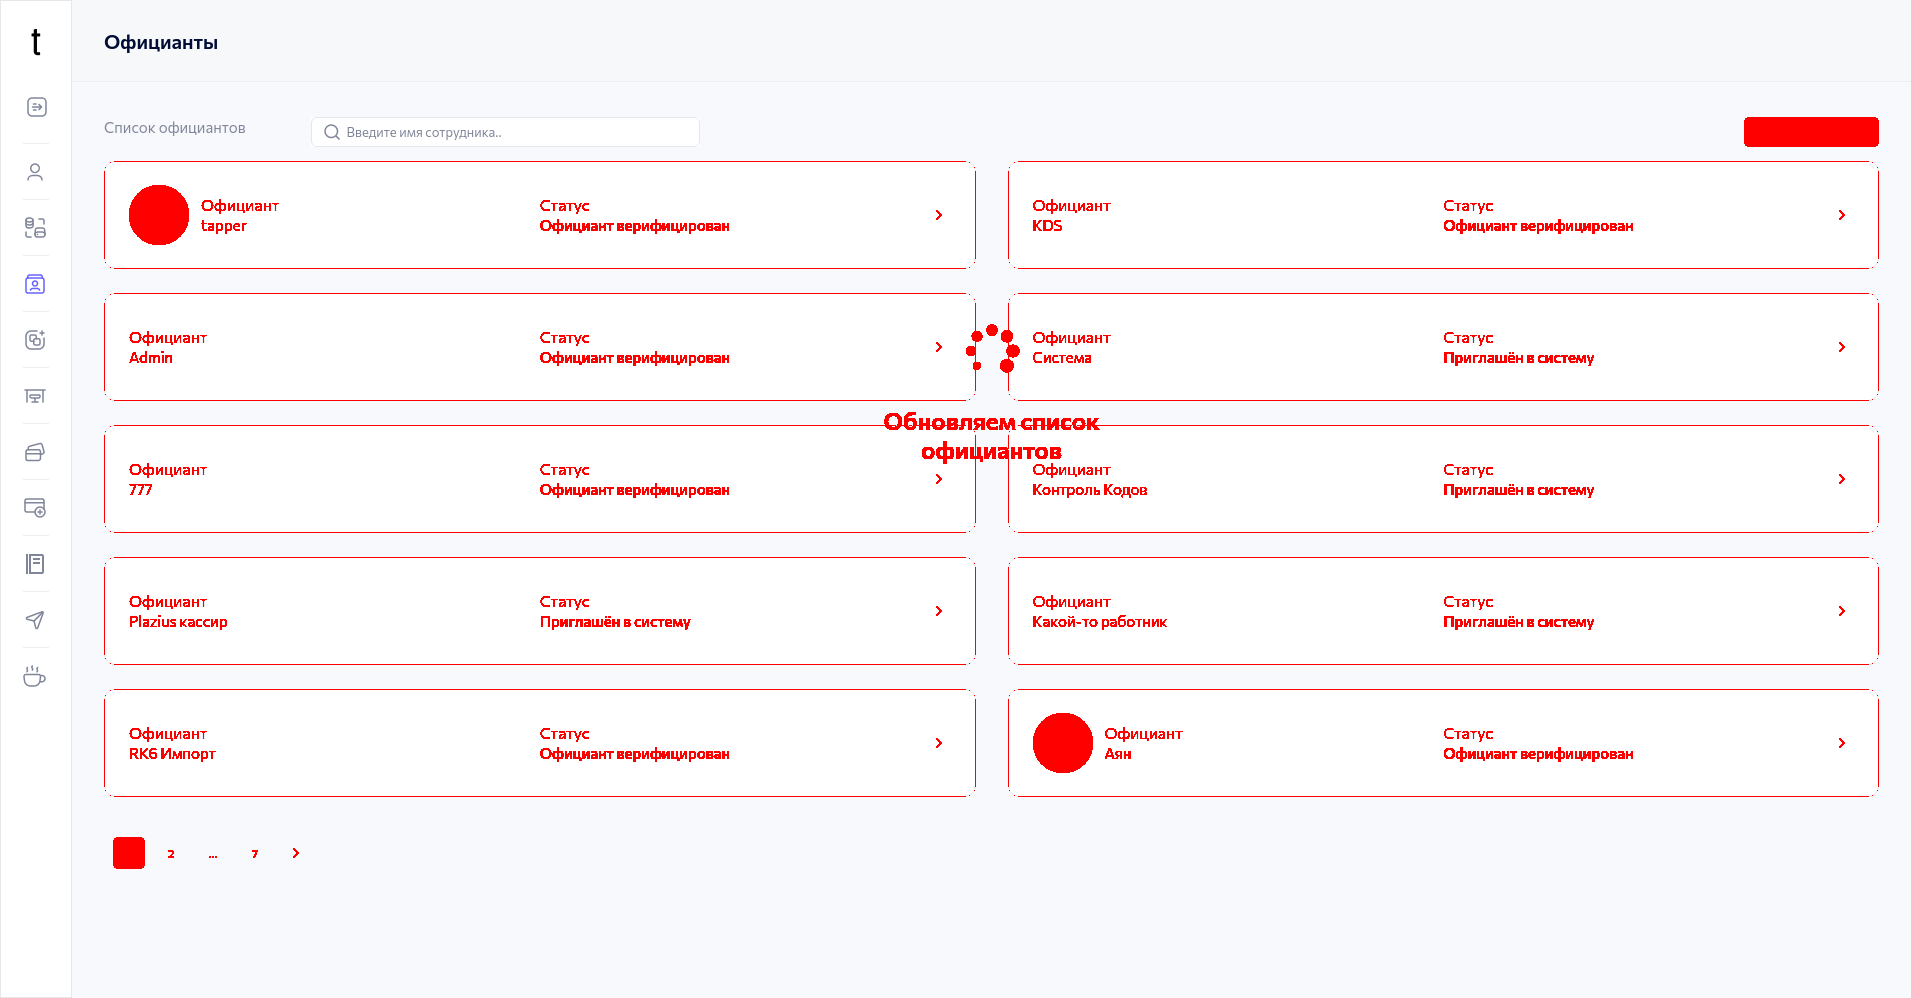 t
Официанты
Список официантов
Введите имя сотрудника..
Официант
tapper
Статус
Официант верифицирован
Официант
KDS
Статус
Официант верифицирован
Официант
Admin
Статус
Официант верифицирован
Официант
Система
Статус
Приглашён в систему
Обновляем список
официантов
Официант
777
Статус
Официант верифицирован
Официант
Контроль Кодов
Статус
Приглашён в систему
Официант
Plazius кассир
Статус
Приглашён в систему
Официант
Какой-то работник
Статус
Приглашён в систему
Официант
RK6 Импорт
Статус
Официант верифицирован
Официант
Аян
Статус
Официант верифицирован
2 ... 7